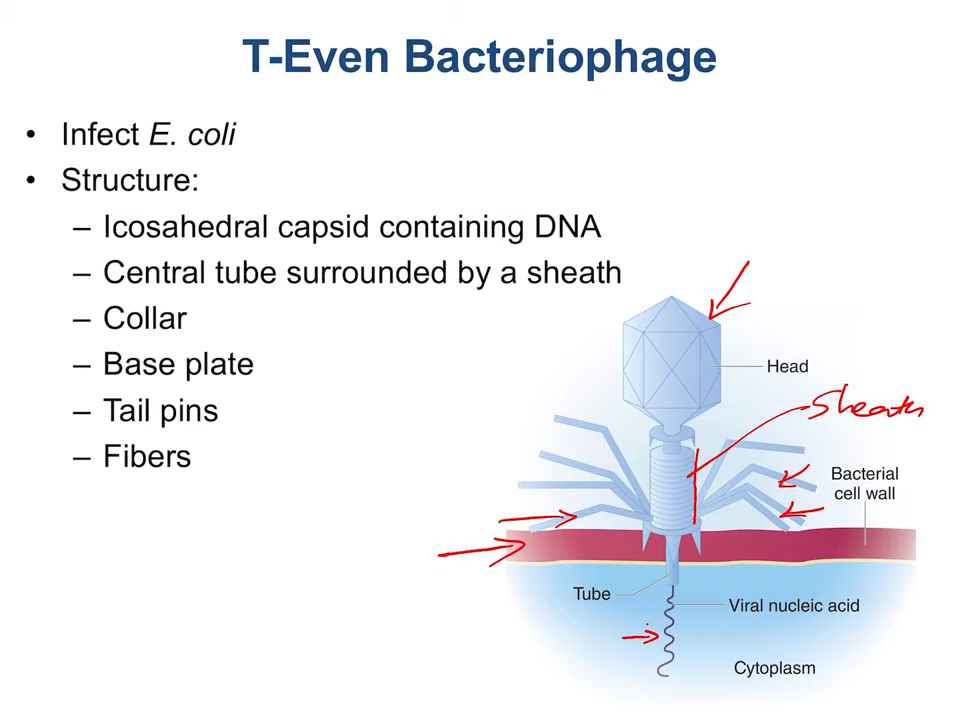 T-Even Bacteriophage
• Infect E. coli
• Structure:
– Icosahedral capsid containing DNA
– Central tube surrounded by a sheath
– Collar
– Base plate
– Tail pins
– Fibers
Head
Sheath
Bacterial
cell wall
Tube
Viral nucleic acid
Cytoplasm